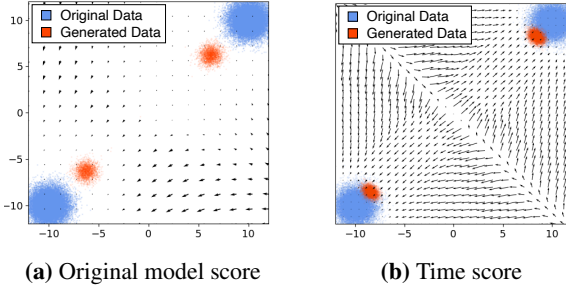 Original Data
Generated Data
10
5
0
−5
−10
−10 −5 0 5 10
(a) Original model score
Original Data
Generated Data
−10 −5 0 5 10
(b) Time score